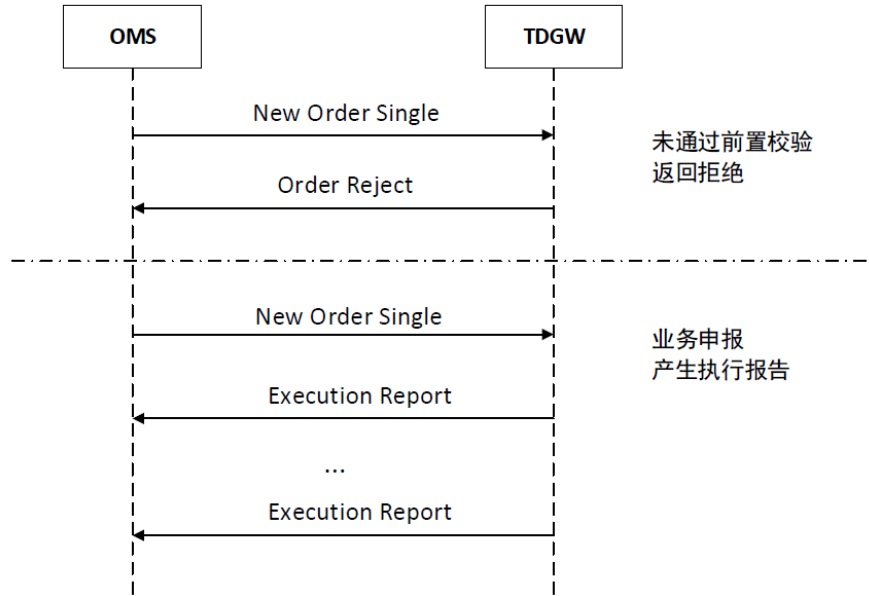 OMS
TDGW
New Order Single
未通过前置校验
返回拒绝
Order Reject
New Order Single
业务申报
产生执行报告
Execution Report
...
Execution Report